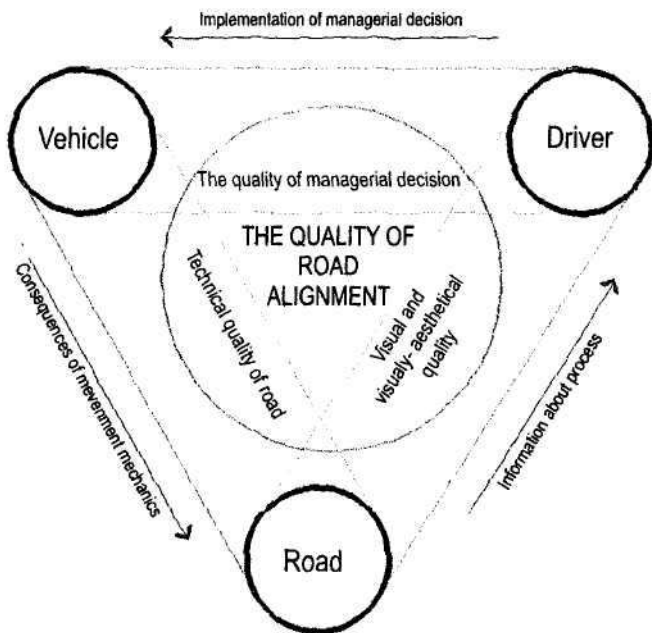 Implementation of managerial decision
Vehicle
Driver
The quality of managerial decision
THE QUALITY OF
ROAD
ALIGNMENT
Technical quality of road
Visual and
visualy- aesthetical
quality
Consequences of mevenment mechanics
Information about process
Road